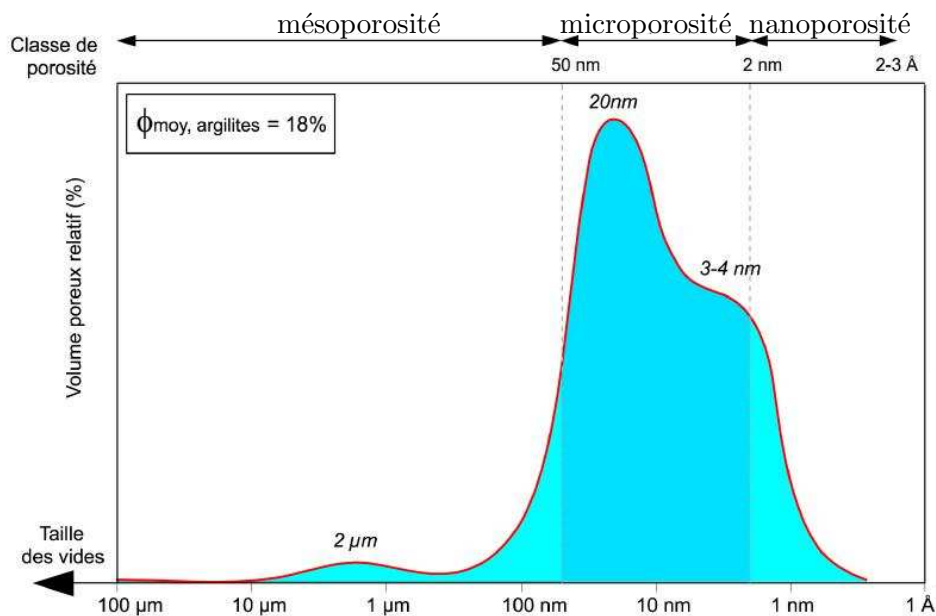 mésoporosité microporosité nanoporosité
Classe de
porosité
50 nm 2 nm 2-3 Å
ϕmoy, argilites = 18%
20nm
3-4 nm
Volume poreux relatif (%)
2 µm
Taille
des vides
100 µm 10 µm 1 µm 100 nm 10 nm 1 nm 1 Å